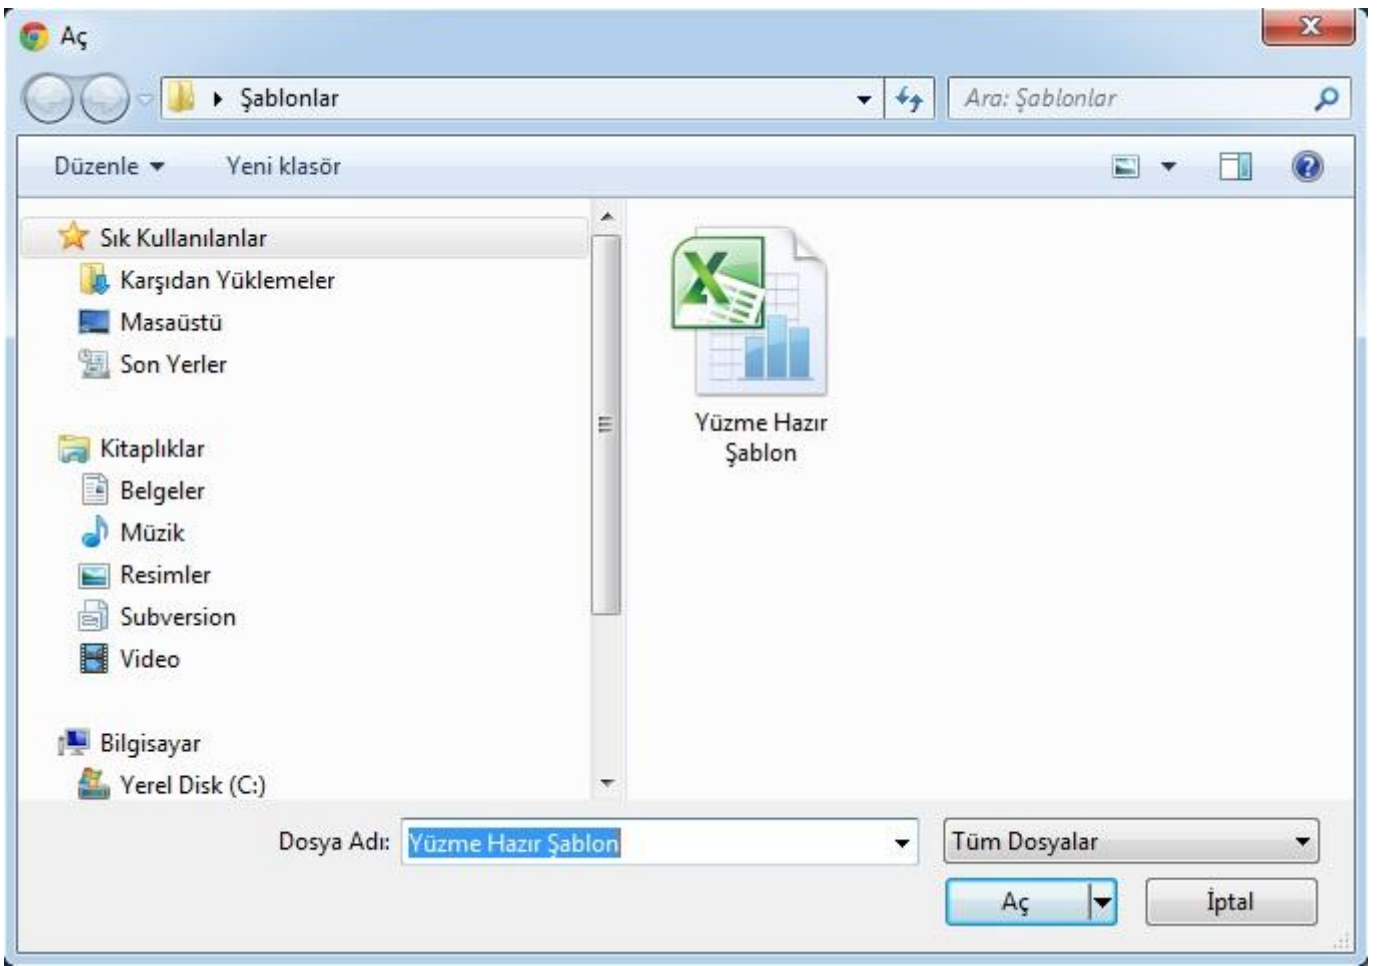 Aç
Şablonlar
Ara: Şablonlar
Düzenle
Yeni klasör
Sık Kullanılanlar
Karşıdan Yüklemeler
Masaüstü
Son Yerler
Kitaplıklar
Belgeler
Müzik
Resimler
Subversion
Video
Bilgisayar
Yerel Disk (C:)
Yüzme Hazır
Şablon
Dosya Adı: Yüzme Hazır Şablon
Tüm Dosyalar
Aç
İptal